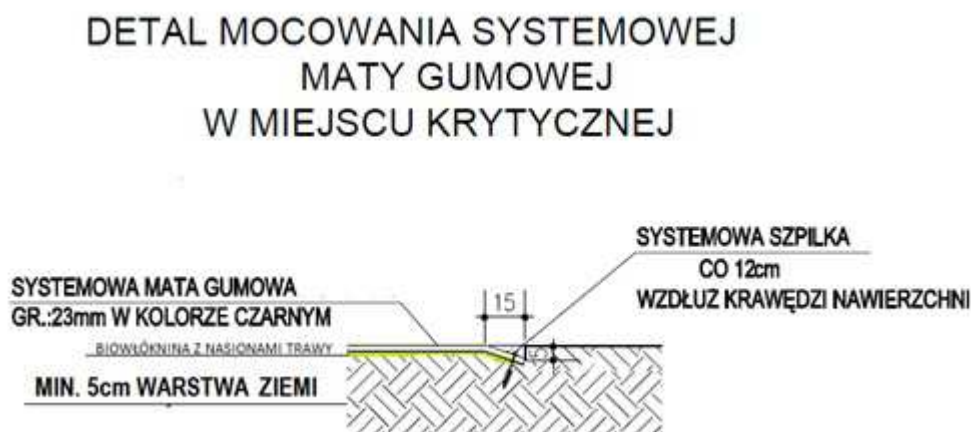 DETAL MOCOWANIA SYSTEMOWEJ
MATY GUMOWEJ
W MIEJSCU KRYTYCZNEJ
SYSTEMOWA SZPILKA
CO 12cm
WZDŁUŻ KRAWĘDZI NAWIERZCHNI
SYSTEMOWA MATA GUMOWA
GR.:23mm W KOLORZE CZARNYM
15
BIOWŁÓKNINA Z NASIONAMI TRAWY
5
MIN. 5cm WARSTWA ZIEMI